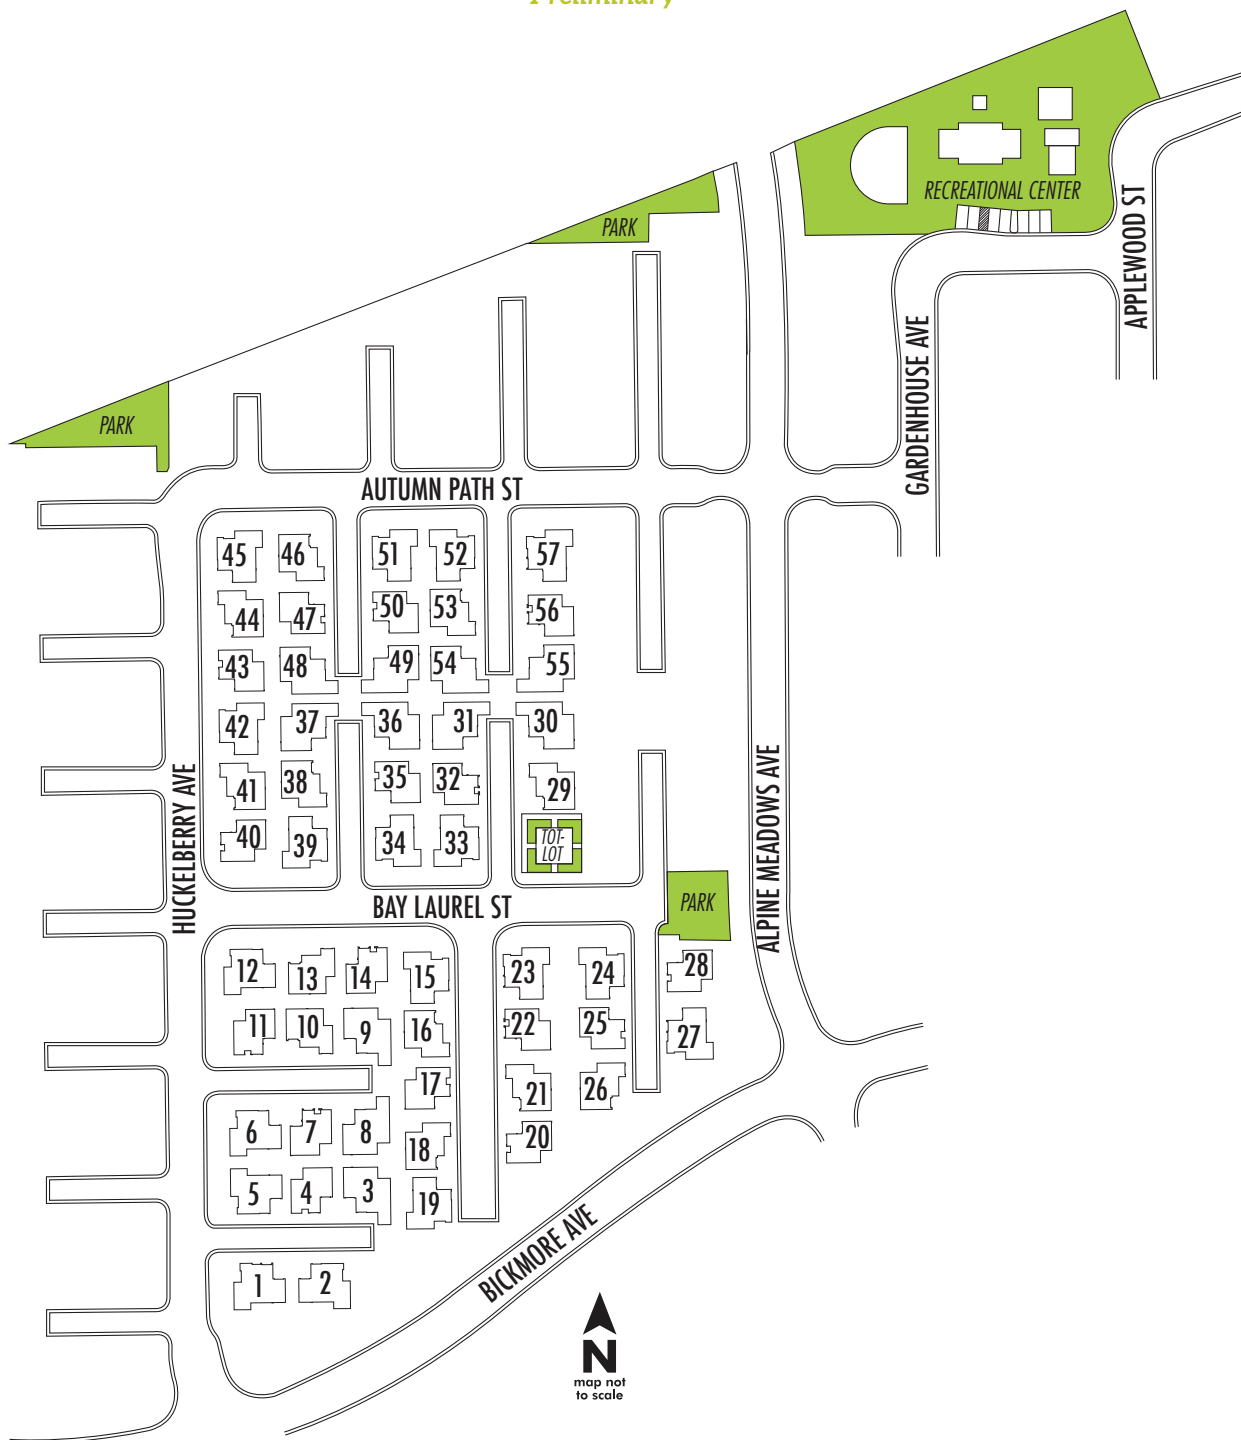 Preliminary
RECREATIONAL CENTER
PARK
APPLEWOOD ST
GARDENHOUSE AVE
PARK
AUTUMN PATH ST
45 46 51 52 57
44 47 50 53 56
43 48 49 54 55
42 37 36 31 30
41 38 35 32 29
40 39 34 33
TOT-
LOT
HUCKELBERRY AVE
ALPINE MEADOWS AVE
BAY LAUREL ST
PARK
12 13 14 15 23 24 28
11 10 9 16 22 25 27
17 21 26
6 7 8 18 20
5 4 3 19
1 2
BICKMORE AVE
N
map not
to scale